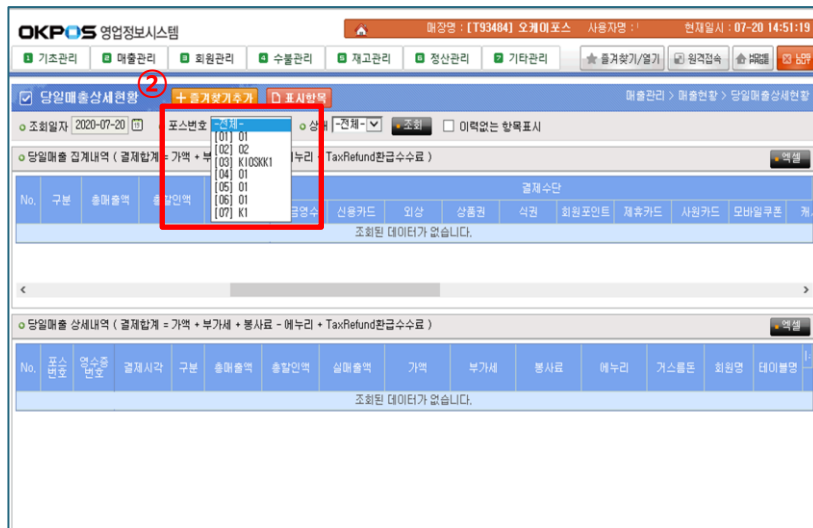 OKPOS 영업정보시스템
매장명 : [T93484] 오케이포스 사용자명 : 현재일시 : 07-20 14:51:19
1 기초관리 2 매출관리 3 회원관리 4 수불관리 5 재고관리 6 정산관리 7 기타관리 즐겨찾기/열기 원격접속
②
당일매출상세현황 + 즐겨찾기추가 표시항목 매출관리 > 매출현황 > 당일매출상세현황
조회일자 2020-07-20 포스번호 -전체- 상 -전체- 조회 이력없는 항목표시
[01] 01
[02] 02
[03] KIOSKK1
[04] 01
[05] 01
[06] 01
[07] K1
당일매출 집계내역 ( 결제합계 = 가액 + 부 에누리 + TaxRefund환급수수료 ) 엑셀
No. 구분 총매출액 총할인액 결제수단
금영수 신용카드 외상 상품권 식권 회원포인트 제휴카드 사원카드 모바일쿠폰
조회된 데이터가 없습니다.
당일매출 상세내역 ( 결제합계 = 가액 + 부가세 + 봉사료 - 에누리 + TaxRefund환급수수료 ) 엑셀
No. 포스번호 영수증번호 결제시각 구분 총매출액 총할인액 실매출액 가액 부가세 봉사료 에누리 거스름돈 회원명 테이블명
조회된 데이터가 없습니다.